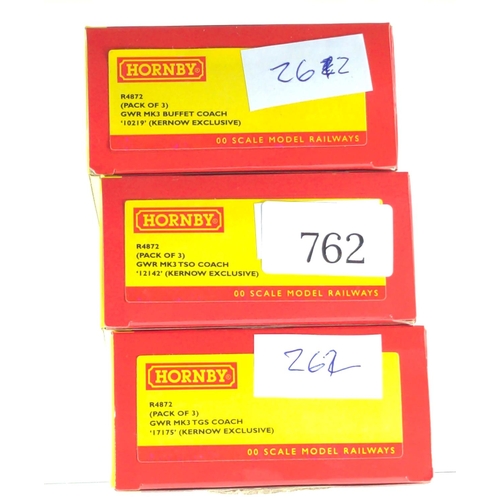 HORNBY
2612
R4872
(PACK OF 3)
GWR MK3 BUFFET COACH
'10219' (KERNOW EXCLUSIVE)
00 SCALE MODEL RAILWAYS
HORNBY
762
R4872
(PACK OF 3)
GWR MK3 TSO COACH
'12142' (KERNOW EXCLUSIVE)
00 SCALE MODEL RAILWAYS
HORNBY
262
R4872
(PACK OF 3)
GWR MK3 TGS COACH
'17175' (KERNOW EXCLUSIVE)
00 SCALE MODEL RAILWAYS